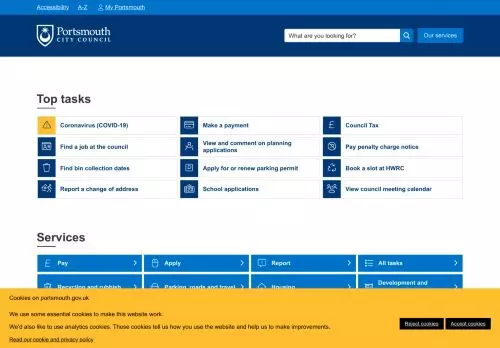 Accessibility A-Z My Portsmouth
Portsmouth
CITY COUNCIL
What are you looking for?
Our services
Top tasks
Coronavirus (COVID-19)
Make a payment
Council Tax
Find a job at the council
View and comment on planning
applications
Pay penalty charge notice
Find bin collection dates
Apply for or renew parking permit
Book a slot at HWRC
Report a change of address
School applications
View council meeting calendar
Services
Pay
Apply
Report
All tasks
Recycling and rubbish
Parking, roads and travel
Housing
Development and
Cookies on portsmouth.gov.uk
We use some essential cookies to make this website work.
We'd also like to use analytics cookies. These cookies tell us how you use the website and help us to make improvements.
Reject cookies
Accept cookies
Read our cookie and privacy policy